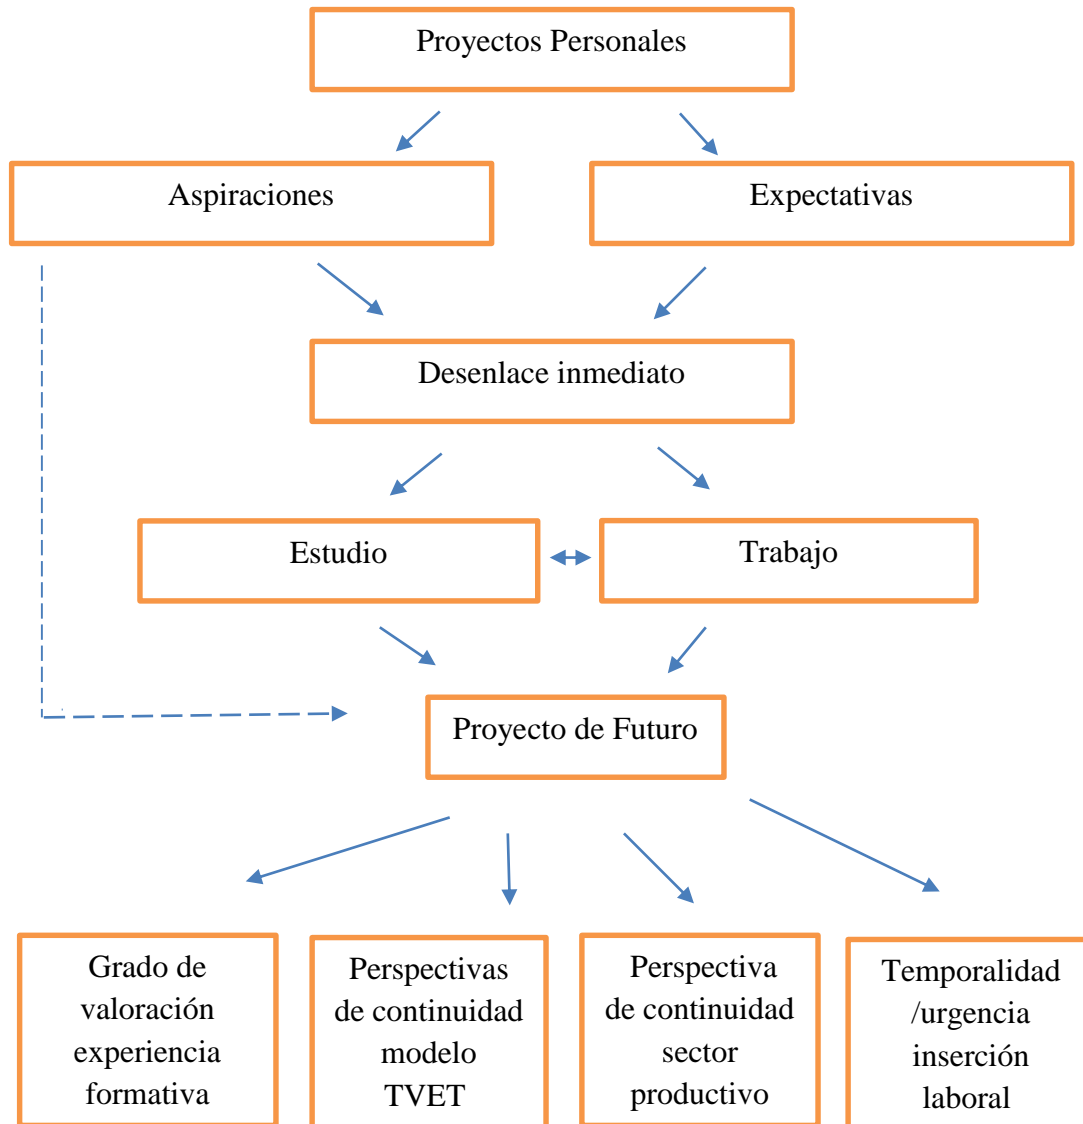 Proyectos Personales
Aspiraciones
Expectativas
Desenlace inmediato
Estudio
Trabajo
Proyecto de Futuro
Grado de
valoración
experiencia
formativa
Perspectivas
de continuidad
modelo
TVET
Perspectiva
de continuidad
sector
productivo
Temporalidad
/urgencia
inserción
laboral